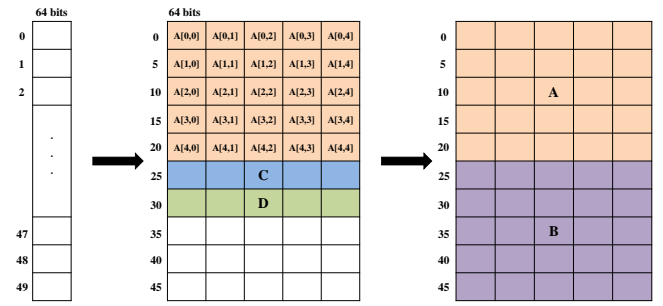 64 bits
0
1
2
.
.
.
47
48
49
64 bits
0 A[0,0] A[0,1] A[0,2] A[0,3] A[0,4]
5 A[1,0] A[1,1] A[1,2] A[1,3] A[1,4]
10 A[2,0] A[2,1] A[2,2] A[2,3] A[2,4]
15 A[3,0] A[3,1] A[3,2] A[3,3] A[3,4]
20 A[4,0] A[4,1] A[4,2] A[4,3] A[4,4]
25 C
30 D
35
40
45
0
5
10 A
15
20
25
30
35 B
40
45